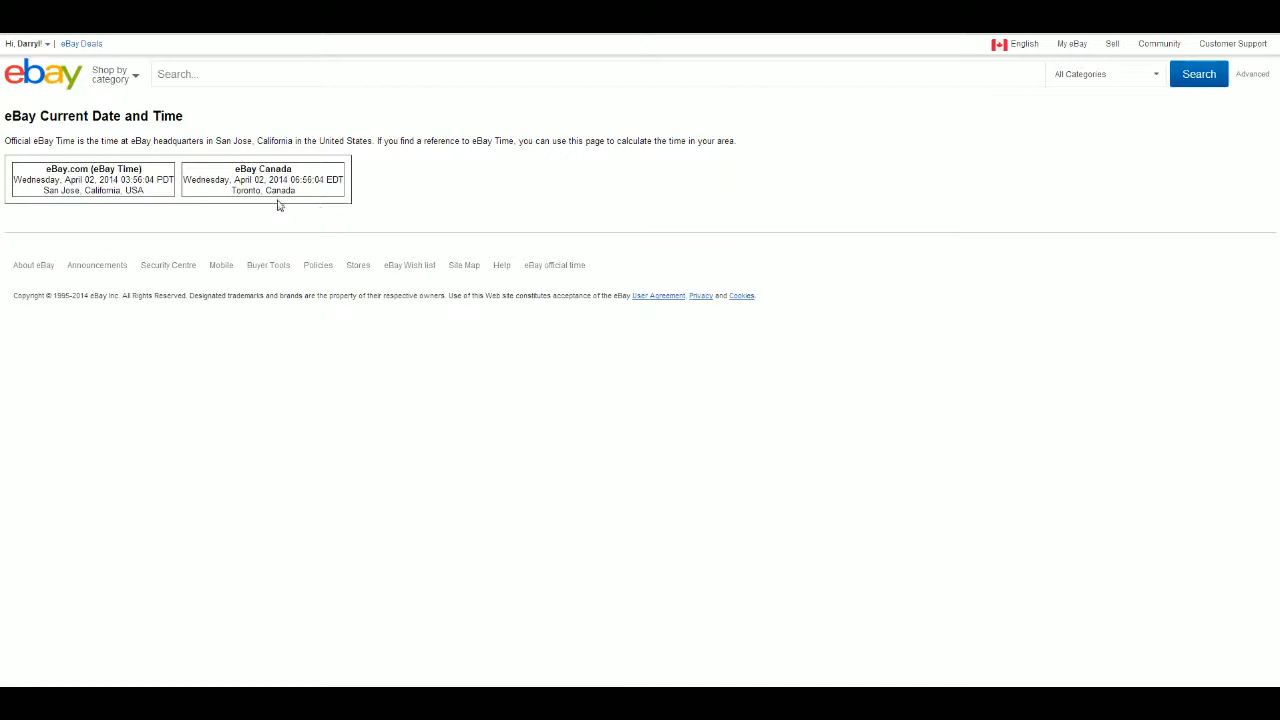 Hi, Darryl! | eBay Deals
English My eBay Sell Community Customer Support
ebay Shop by category Search... All Categories Search Advanced
eBay Current Date and Time
Official eBay Time is the time at eBay headquarters in San Jose, California in the United States. If you find a reference to eBay Time, you can use this page to calculate the time in your area.
eBay.com (eBay Time)
Wednesday, April 02, 2014 03:56:04 PDT
San Jose, California, USA
eBay Canada
Wednesday, April 02, 2014 06:56:04 EDT
Toronto, Canada
About eBay Announcements Security Centre Mobile Buyer Tools Policies Stores eBay Wish list Site Map Help eBay official time
Copyright © 1995-2014 eBay Inc. All Rights Reserved. Designated trademarks and brands are the property of their respective owners. Use of this Web site constitutes acceptance of the eBay User Agreement, Privacy and Cookies.